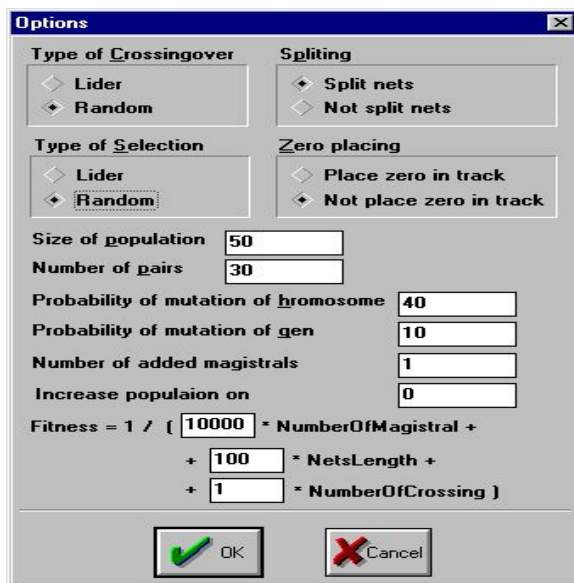 Options
Type of Crossingover
Lider
Random
Spliting
Split nets
Not split nets
Type of Selection
Lider
Random
Zero placing
Place zero in track
Not place zero in track
Size of population 50
Number of pairs 30
Probability of mutation of hromosome 40
Probability of mutation of gen 10
Number of added magistrals 1
Increase populaion on 0
Fitness = 1 / ( 10000 * NumberOfMagistral +
+ 100 * NetsLength +
+ 1 * NumberOfCrossing )
OK Cancel